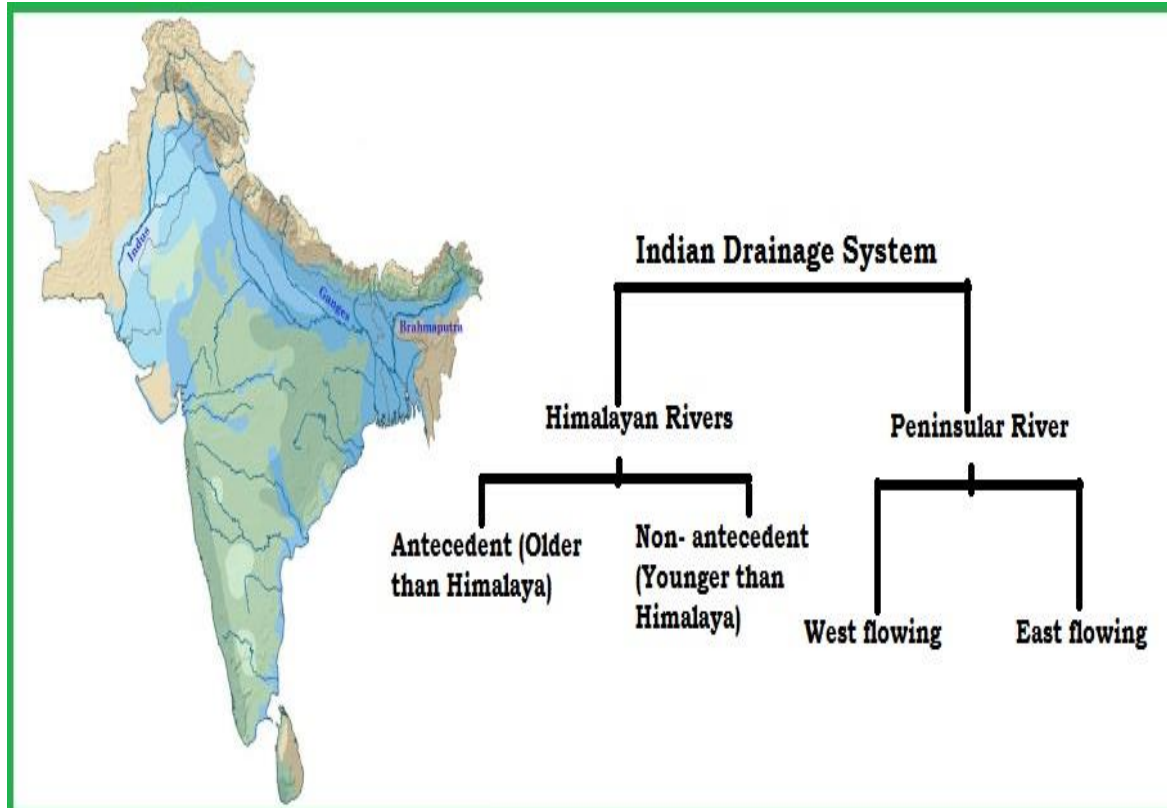 Indus
Ganges
Brahmaputra
Indian Drainage System
Himalayan Rivers
Peninsular River
Antecedent (Older
than Himalaya)
Non- antecedent
(Younger than
Himalaya)
West flowing
East flowing